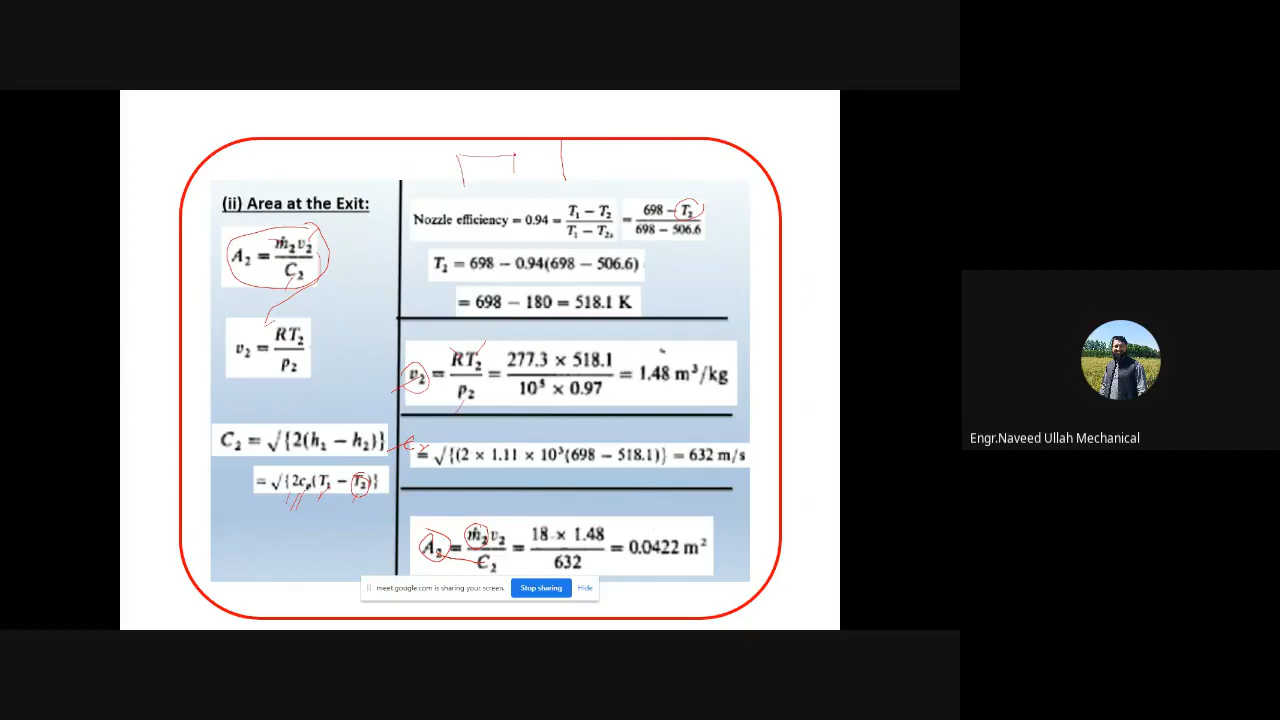 (ii) Area at the Exit:
A₂ = ṁ₂v₂ / C₂
v₂ = RT₂ / p₂
C₂ = √{2(h₁ − h₂)}
= √{2cₚ(T₁ − T₂)}
Nozzle efficiency = 0.94 = (T₁ − T₂) / (T₁ − T₂ₛ) = (698 − T₂) / (698 − 506.6)
T₂ = 698 − 0.94(698 − 506.6)
= 698 − 180 = 518.1 K
v₂ = RT₂ / p₂ = (277.3 × 518.1) / (10⁵ × 0.97) = 1.48 m³/kg
C₂ = √{(2 × 1.11 × 10³(698 − 518.1)} = 632 m/s
A₂ = ṁ₂v₂ / C₂ = (18 × 1.48) / 632 = 0.0422 m²
meet.google.com is sharing your screen. Stop sharing Hide
Engr.Naveed Ullah Mechanical